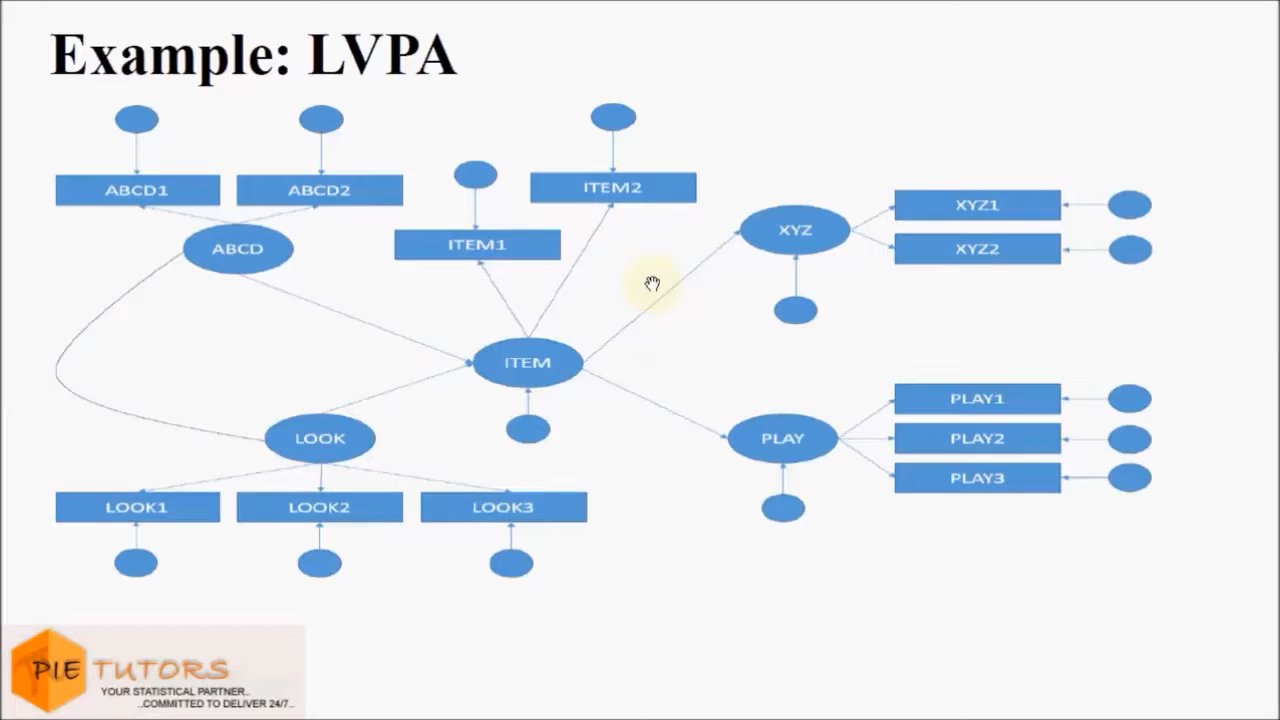 Example: LVPA
ABCD1
ABCD2
ITEM2
ITEM1
ABCD
XYZ
XYZ1
XYZ2
ITEM
LOOK
PLAY
PLAY1
PLAY2
PLAY3
LOOK1
LOOK2
LOOK3
PIE TUTORS
YOUR STATISTICAL PARTNER..
..COMMITTED TO DELIVER 24/7..